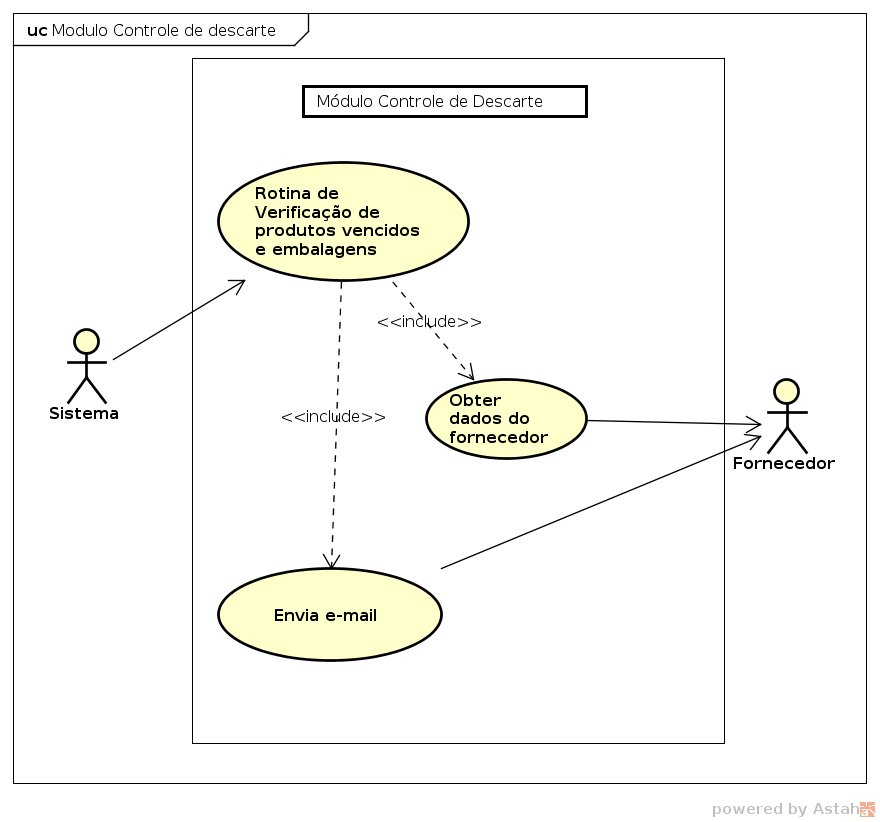 uc Modulo Controle de descarte
Módulo Controle de Descarte
Rotina de
Verificação de
produtos vencidos
e embalagens
<<include>>
Sistema
<<include>>
Obter
dados do
fornecedor
Fornecedor
Envia e-mail
powered by Astah